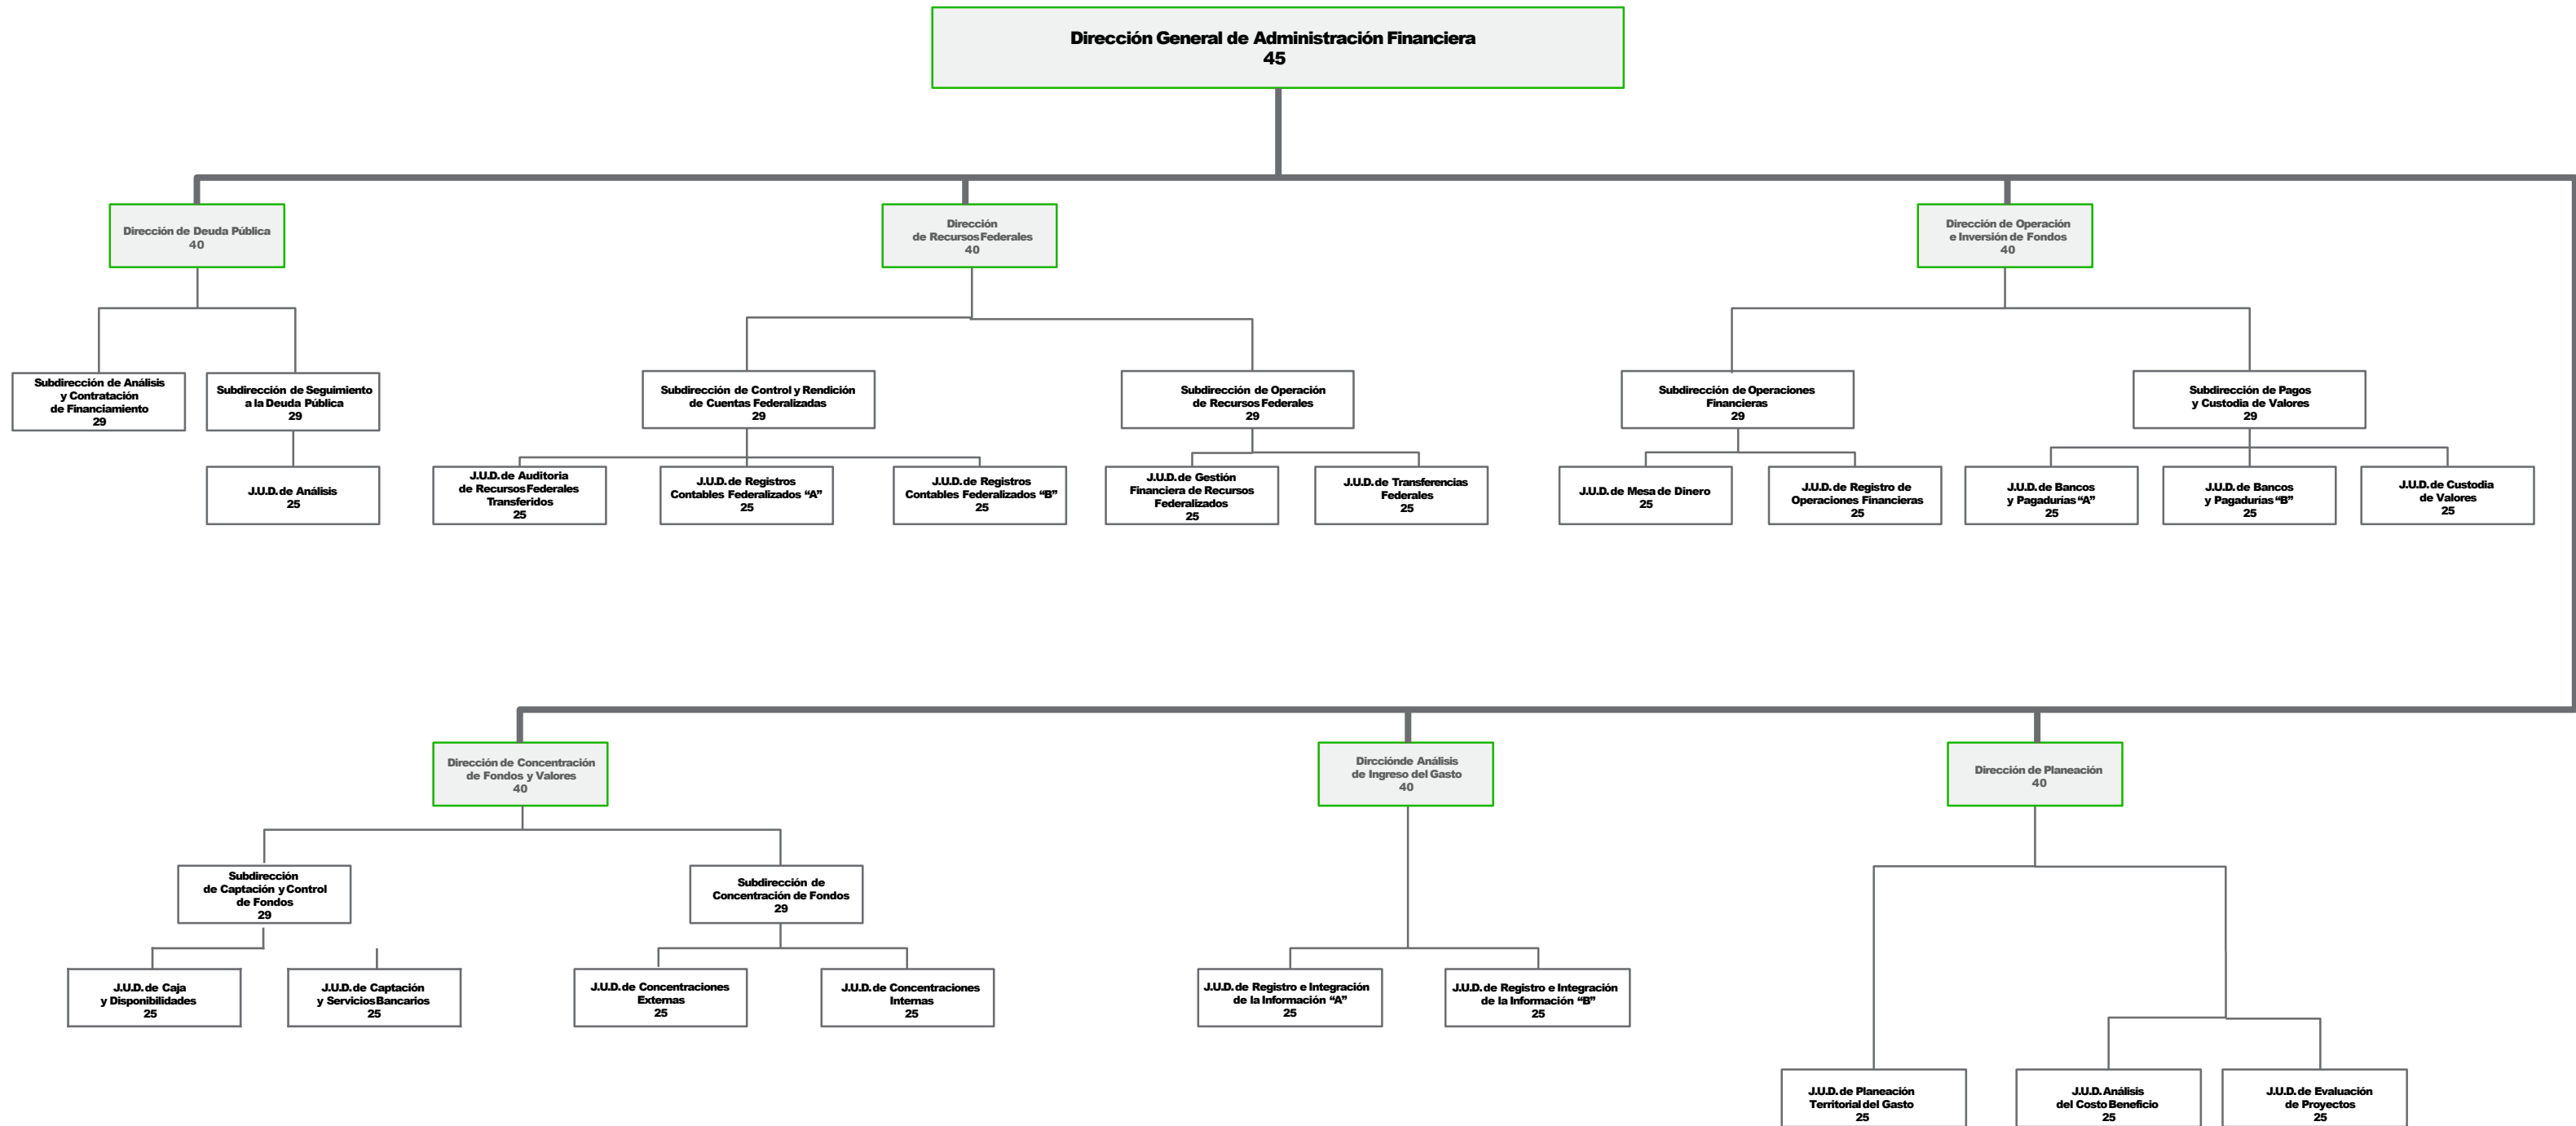 Dirección General de Administración Financiera
45
Dirección de Deuda Pública
40
Dirección
de Recursos Federales
40
Dirección de Operación
e Inversión de Fondos
40
Subdirección de Análisis
y Contratación
de Financiamiento
29
Subdirección de Seguimiento
a la Deuda Pública
29
Subdirección de Control y Rendición
de Cuentas Federalizadas
29
Subdirección de Operación
de Recursos Federales
29
Subdirección de Operaciones
Financieras
29
Subdirección de Pagos
y Custodia de Valores
29
J.U.D. de Análisis
25
J.U.D. de Auditoria
de Recursos Federales
Transferidos
25
J.U.D. de Registros
Contables Federalizados “A”
25
J.U.D. de Registros
Contables Federalizados “B”
25
J.U.D. de Gestión
Financiera de Recursos
Federalizados
25
J.U.D. de Transferencias
Federales
25
J.U.D. de Mesa de Dinero
25
J.U.D. de Registro de
Operaciones Financieras
25
J.U.D. de Bancos
y Pagadurías “A”
25
J.U.D. de Bancos
y Pagadurías “B”
25
J.U.D. de Custodia
de Valores
25
Dirección de Concentración
de Fondos y Valores
40
Dircciónde Análisis
de Ingreso del Gasto
40
Dirección de Planeación
40
Subdirección
de Captación y Control
de Fondos
29
Subdirección de
Concentración de Fondos
29
J.U.D. de Caja
y Disponibilidades
25
J.U.D. de Captación
y Servicios Bancarios
25
J.U.D. de Concentraciones
Externas
25
J.U.D. de Concentraciones
Internas
25
J.U.D. de Registro e Integración
de la Información “A”
25
J.U.D. de Registro e Integración
de la Información “B”
25
J.U.D. de Planeación
Territorial del Gasto
25
J.U.D. Análisis
del Costo Beneficio
25
J.U.D. de Evaluación
de Proyectos
25